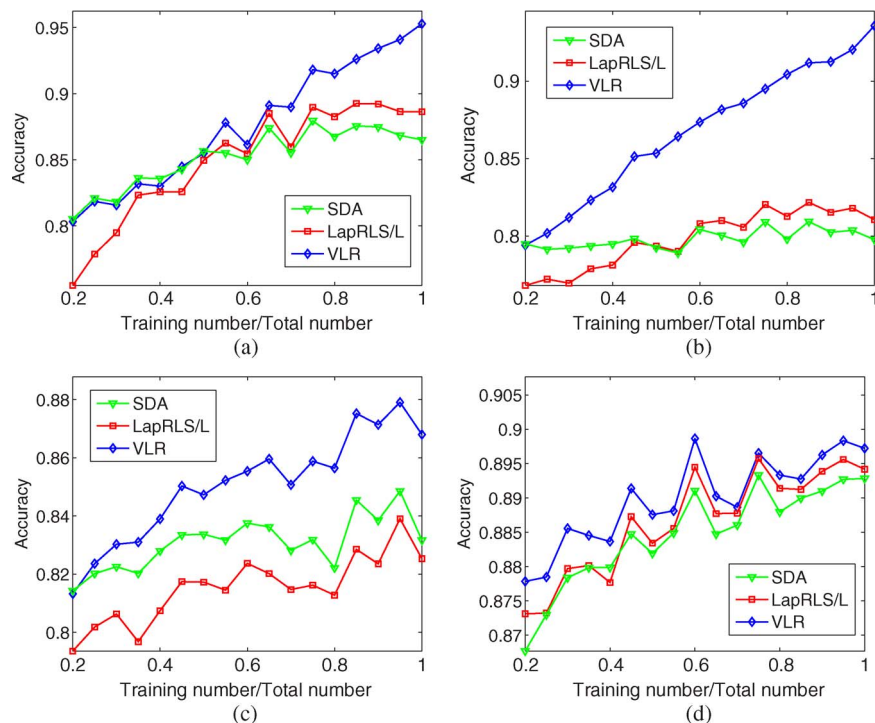 0.95
0.9
0.85
0.8
Accuracy
SDA
LapRLS/L
VLR
0.2 0.4 0.6 0.8 1
Training number/Total number
(a)
0.9
0.85
0.8
Accuracy
SDA
LapRLS/L
VLR
0.2 0.4 0.6 0.8 1
Training number/Total number
(b)
0.88
0.86
0.84
0.82
0.8
Accuracy
SDA
LapRLS/L
VLR
0.2 0.4 0.6 0.8 1
Training number/Total number
(c)
0.905
0.9
0.895
0.89
0.885
0.88
0.875
0.87
Accuracy
SDA
LapRLS/L
VLR
0.2 0.4 0.6 0.8 1
Training number/Total number
(d)